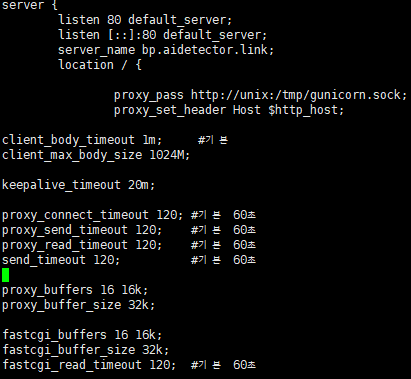 server {
listen 80 default_server;
listen [::]:80 default_server;
server_name bp.aidetector.link;
location / {
proxy_pass http://unix:/tmp/gunicorn.sock;
proxy_set_header Host $http_host;
client_body_timeout 1m; #기본
client_max_body_size 1024M;
keepalive_timeout 20m;
proxy_connect_timeout 120; #기본 60초
proxy_send_timeout 120; #기본 60초
proxy_read_timeout 120; #기본 60초
send_timeout 120; #기본 60초
proxy_buffers 16 16k;
proxy_buffer_size 32k;
fastcgi_buffers 16 16k;
fastcgi_buffer_size 32k;
fastcgi_read_timeout 120; #기본 60초